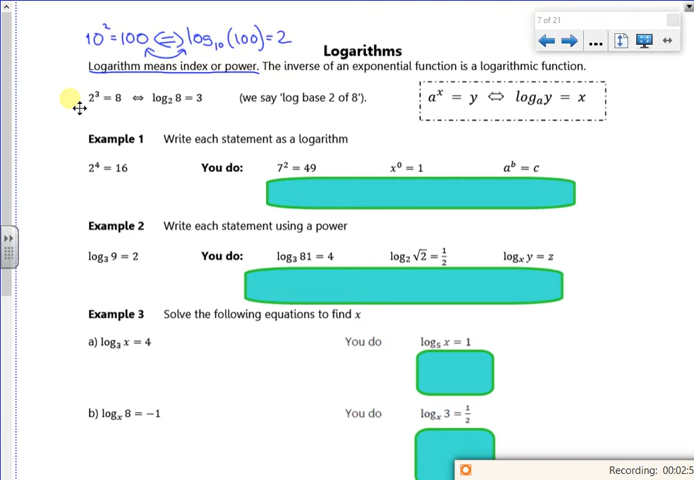 7 of 21
10² = 100 ⇔ log₁₀(100) = 2
Logarithms
Logarithm means index or power. The inverse of an exponential function is a logarithmic function.
2³ = 8 ⇔ log₂ 8 = 3 (we say 'log base 2 of 8').
aˣ = y ⇔ logₐy = x
Example 1 Write each statement as a logarithm
2⁴ = 16 You do: 7² = 49 x⁰ = 1 aᵇ = c
Example 2 Write each statement using a power
log₃ 9 = 2 You do: log₃ 81 = 4 log₂ √2 = 1/2 logₓ y = z
Example 3 Solve the following equations to find x
a) log₃ x = 4 You do log₅ x = 1
b) logₓ 8 = −1 You do logₓ 3 = 1/2
Recording: 00:02:5